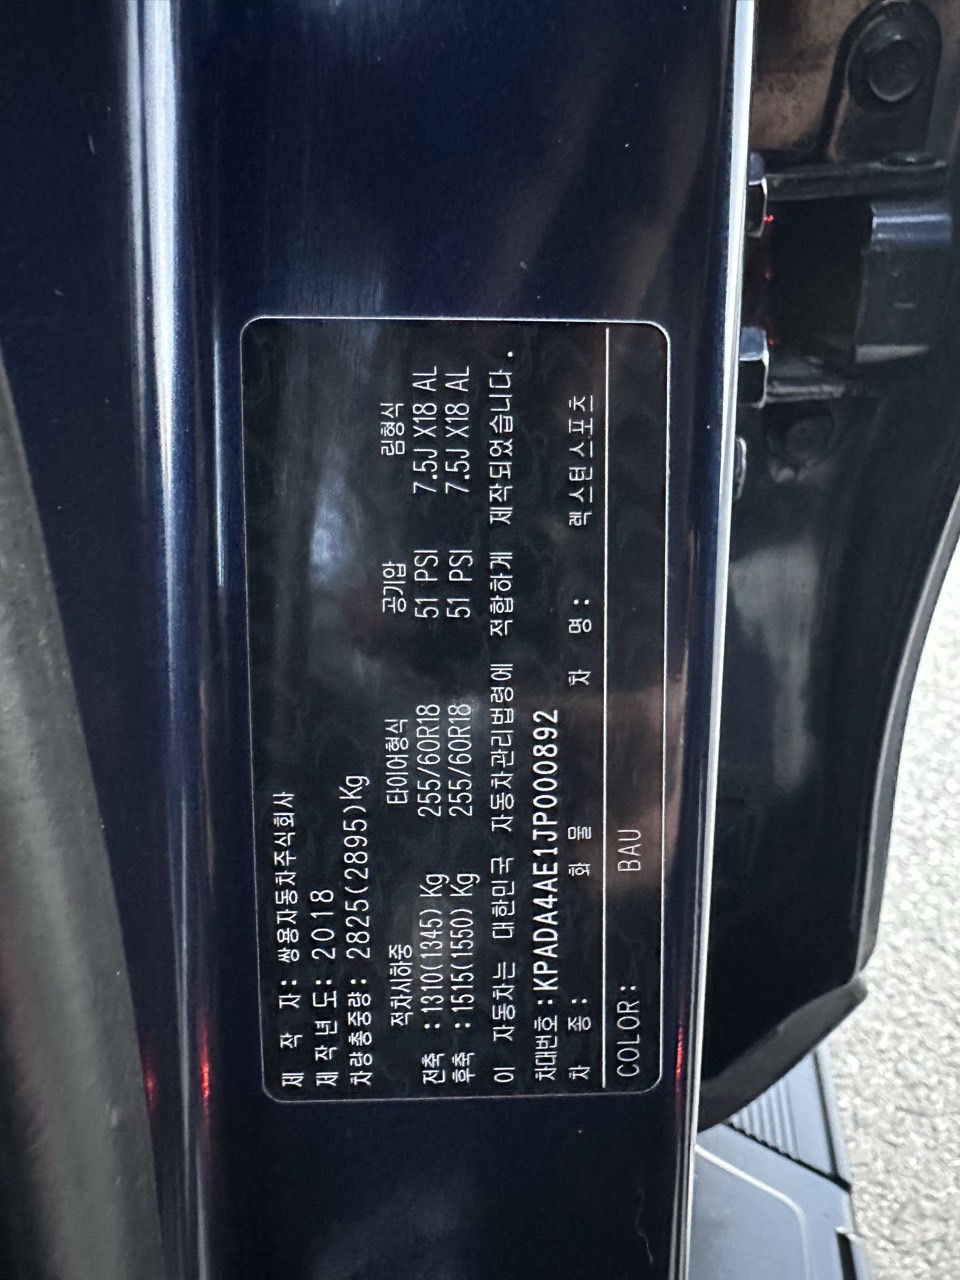 제 작 자: 쌍용자동차주식회사
제작년도: 2018
차량총중량: 2825(2895)Kg
적차시하중 타이어형식 공기압 림형식
전축 :1310(1345) Kg 255/60R18 51 PSI 7.5J X18 AL
후축 :1515(1550) Kg 255/60R18 51 PSI 7.5J X18 AL
이 자동차는 대한민국 자동차관리법령에 적합하게 제작되었습니다.
차대번호:KPADA4AE1JP000892
차 종: 화 물 차 명: 렉스턴스포츠
COLOR: BAU